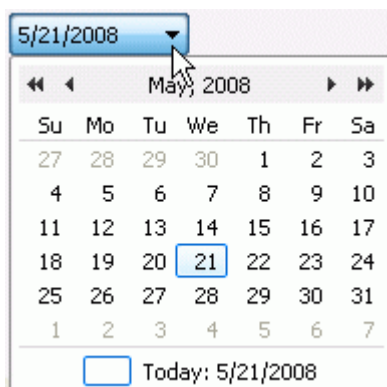 5/21/2008
May, 2008
Su Mo Tu We Th Fr Sa
27 28 29 30 1 2 3
4 5 6 7 8 9 10
11 12 13 14 15 16 17
18 19 20 21 22 23 24
25 26 27 28 29 30 31
1 2 3 4 5 6 7
Today: 5/21/2008